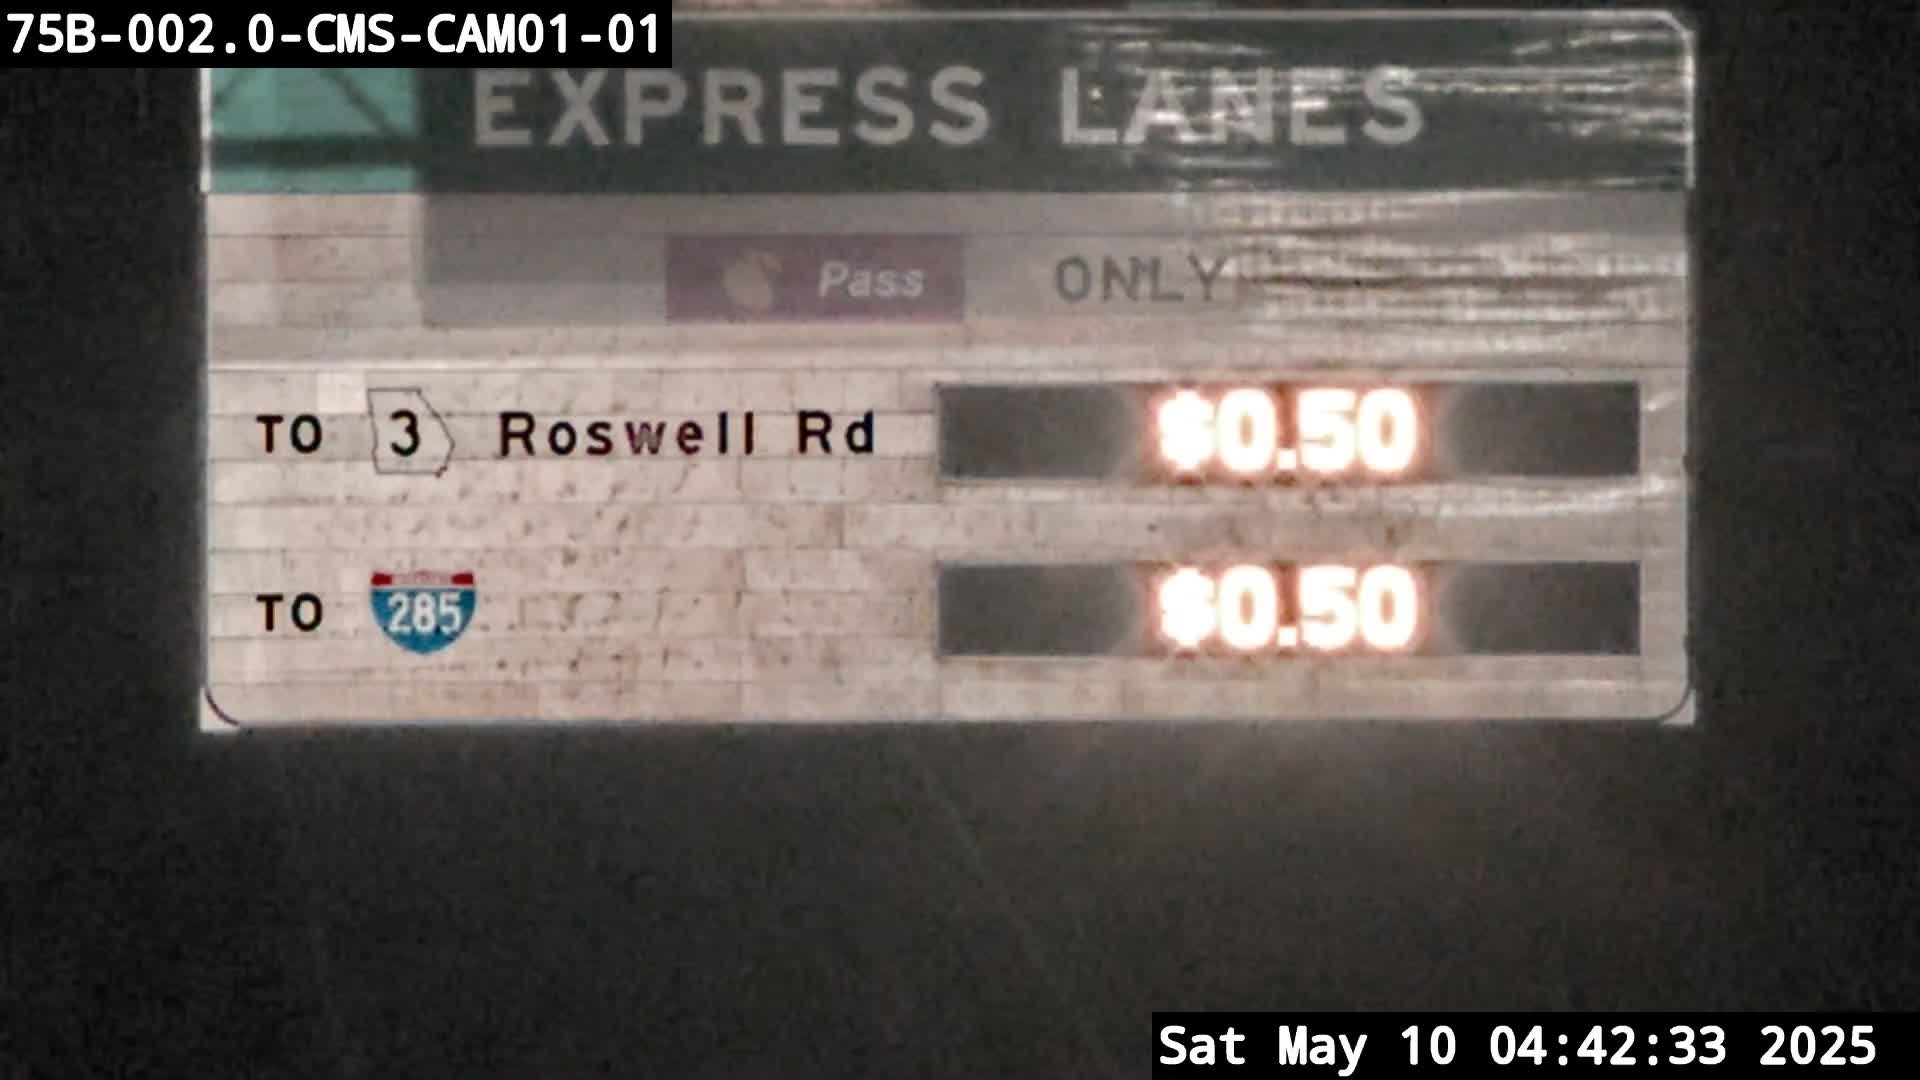 75B-002.0-CMS-CAM01-01
EXPRESS LANES
Pass ONLY
TO 3 Roswell Rd $0.50
TO 285 $0.50
Sat May 10 04:42:33 2025